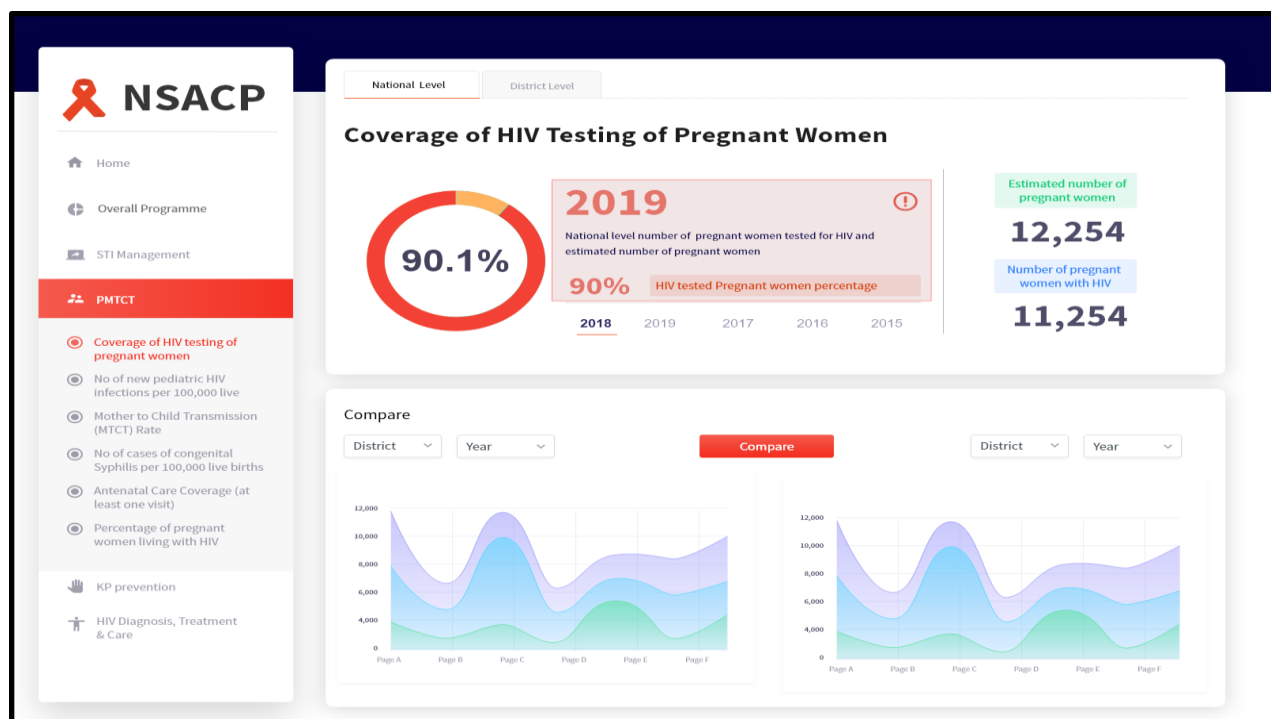 NSACP
Home
Overall Programme
STI Management
PMTCT
Coverage of HIV testing of
pregnant women
No of new pediatric HIV
infections per 100,000 live
Mother to Child Transmission
(MTCT) Rate
No of cases of congenital
Syphilis per 100,000 live births
Antenatal Care Coverage (at
least one visit)
Percentage of pregnant
women living with HIV
KP prevention
HIV Diagnosis, Treatment
& Care
National Level
District Level
Coverage of HIV Testing of Pregnant Women
90.1%
2019
National level number of pregnant women tested for HIV and
estimated number of pregnant women
90%
HIV tested Pregnant women percentage
2018 2019 2017 2016 2015
Estimated number of
pregnant women
12,254
Number of pregnant
women with HIV
11,254
Compare
District
Year
Compare
District
Year
12,000
10,000
8,000
6,000
4,000
0
Page A Page B Page C Page D Page E Page F
12,000
10,000
8,000
6,000
4,000
0
Page A Page B Page C Page D Page E Page F